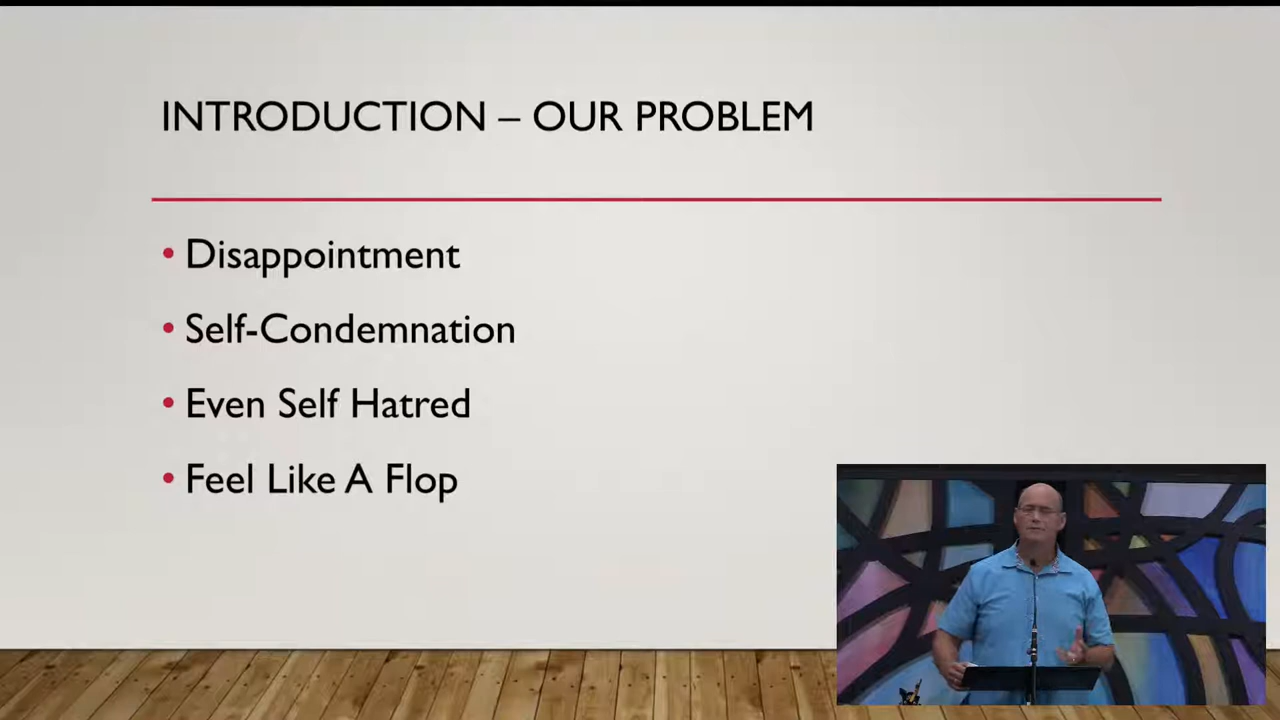 INTRODUCTION – OUR PROBLEM
• Disappointment
• Self-Condemnation
• Even Self Hatred
• Feel Like A Flop